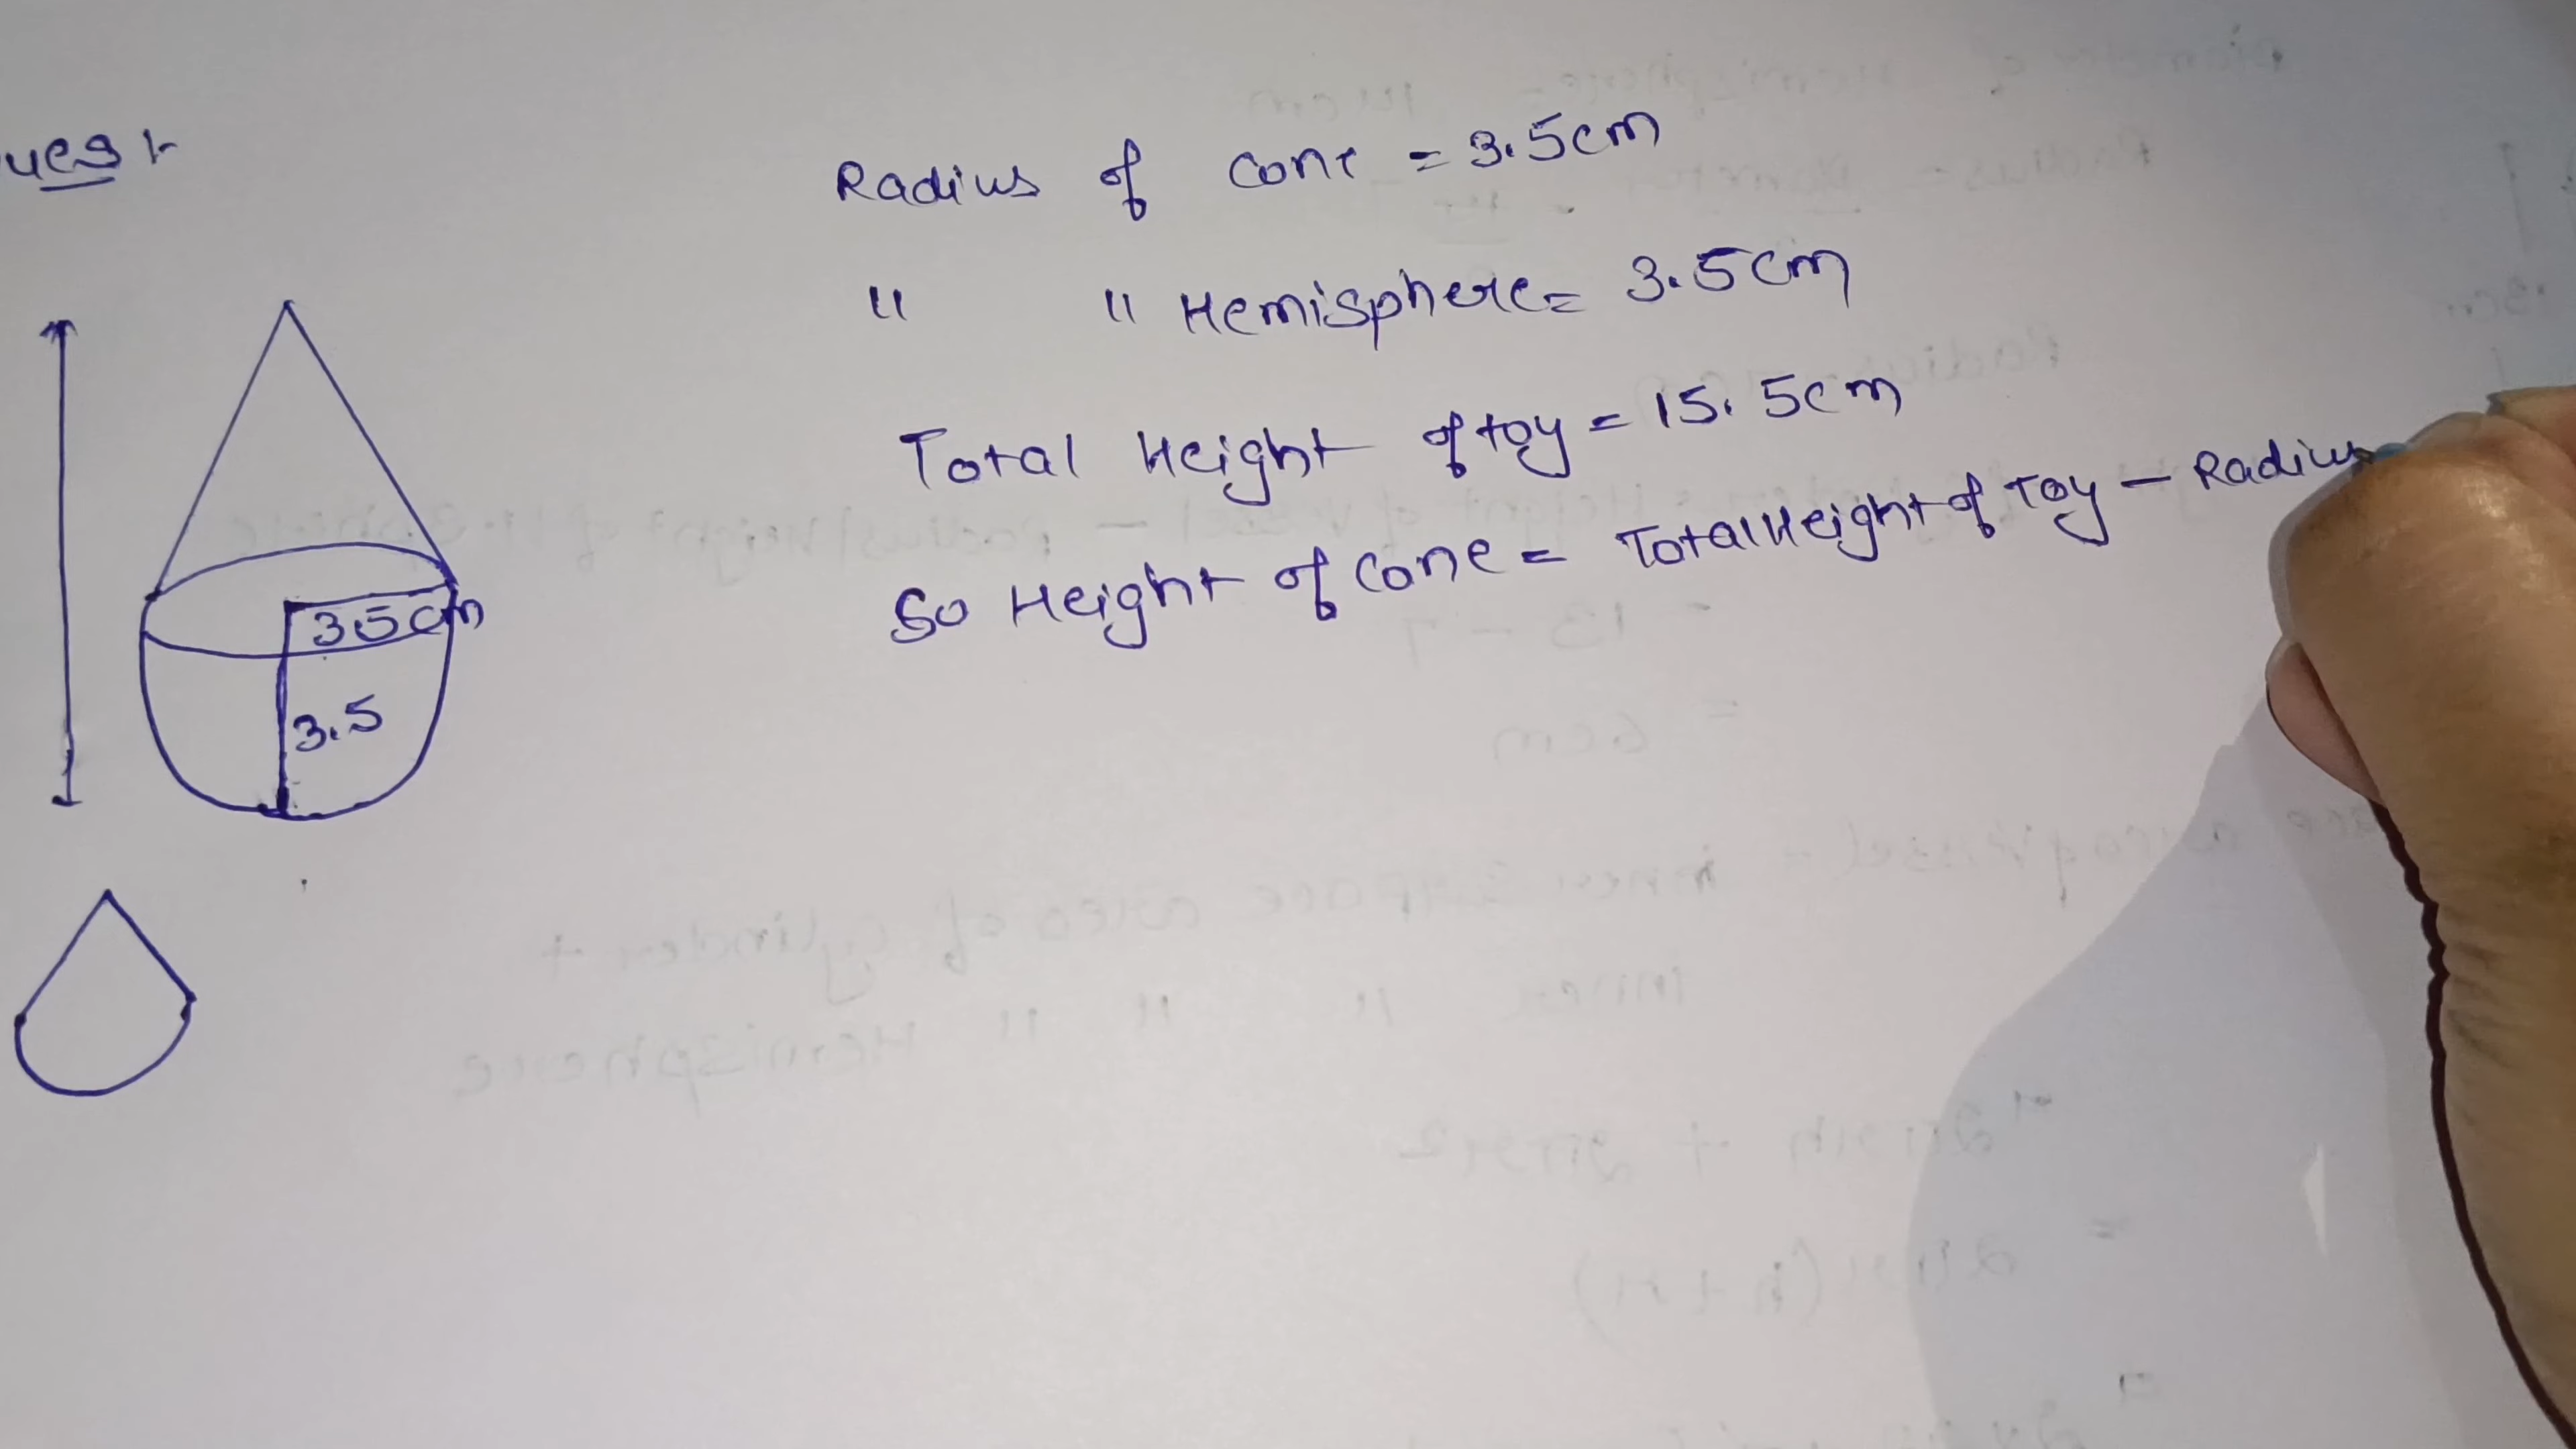 Radius of cone = 3.5cm
" " Hemisphere = 3.5cm
Total Height of toy = 15.5cm
So Height of Cone = Total Height of Toy - Radius
3.5cm
3.5